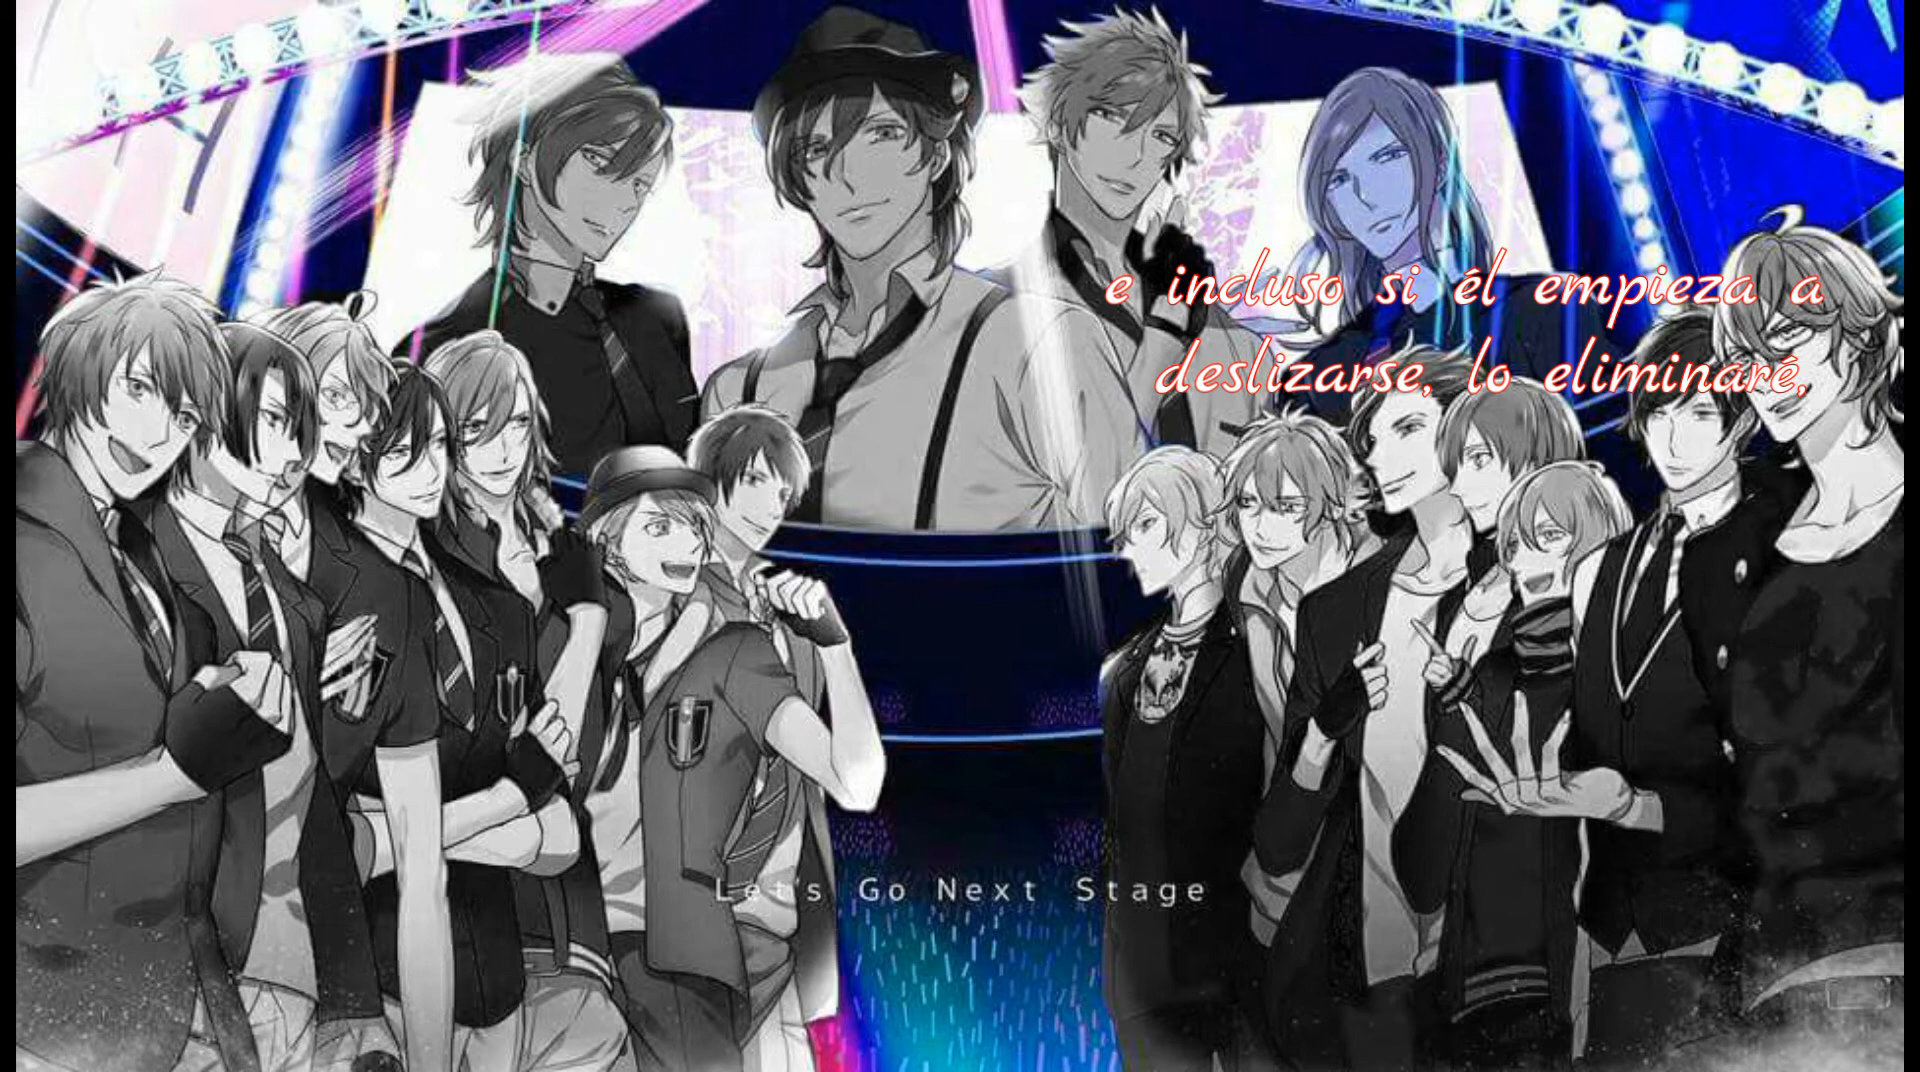 e incluso si él empieza a
deslizarse, lo eliminaré,
Let's Go Next Stage